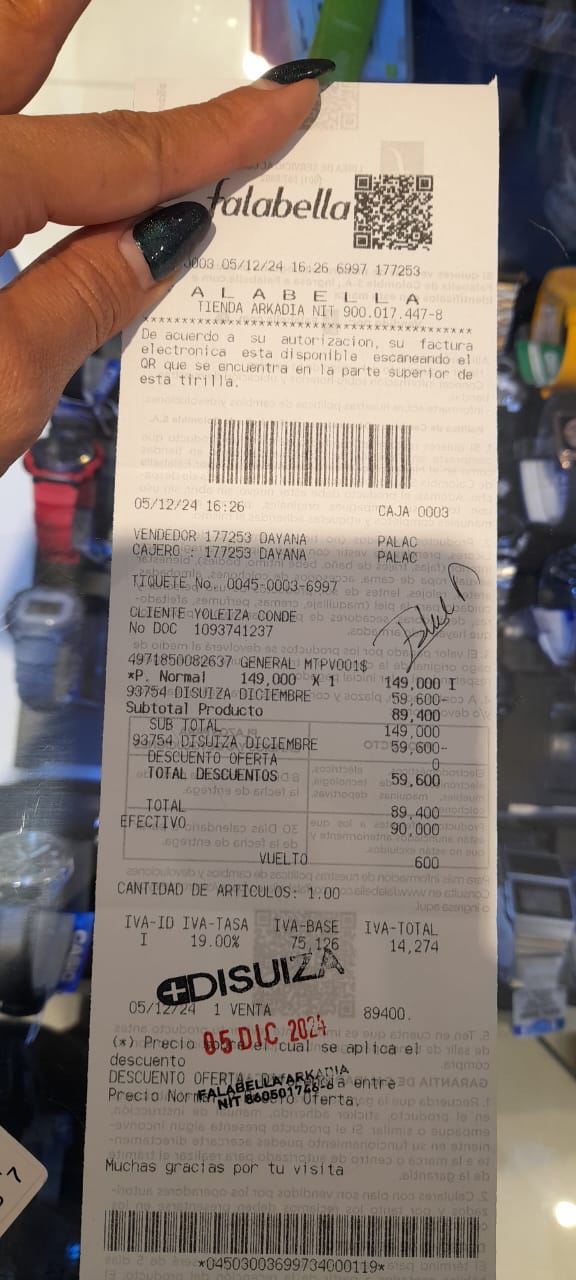 falabella
0003 05/12/24 16:26 6997 177253
A L A B E L L A
TIENDA ARKADIA NIT 900.017.447-8
****************************************
De acuerdo a su autorizacion, su factura
electronica esta disponible escaneando el
QR que se encuentra en la parte superior de
esta tirilla.
05/12/24 16:26 CAJA 0003
VENDEDOR 177253 DAYANA PALAC
CAJERO : 177253 DAYANA PALAC
TIQUETE No. 0045-0003-6997
CLIENTE YOLEIZA CONDE
No DOC 1093741237
4971850082637 GENERAL MTPV001$
*P. Normal 149,000 X 1 149,000 I
93754 DISUIZA DICIEMBRE 59,600-
Subtotal Producto 89,400
SUB TOTAL 149,000
93754 DISUIZA DICIEMBRE 59,600-
DESCUENTO OFERTA 0
TOTAL DESCUENTOS 59,600
TOTAL 89,400
EFECTIVO 90,000
VUELTO 600
CANTIDAD DE ARTICULOS: 1.00
IVA-ID IVA-TASA IVA-BASE IVA-TOTAL
I 19.00% 75,126 14,274
DISUIZA
05/12/24 1 VENTA 89400.
05 DIC 2024
(*) Precio el cual se aplica el
descuento
DESCUENTO OFERTA entre
FALABELLA ARKADIA
Precio Oferta.
NIT
Muchas gracias por tu visita
*04503003699734000119*